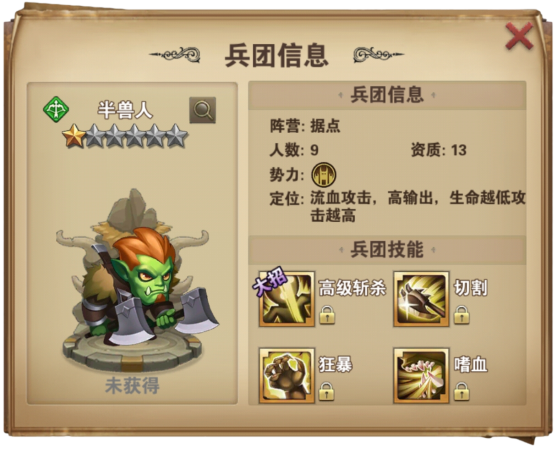 兵团信息
半兽人
未获得
兵团信息
阵营: 据点
人数: 9 资质: 13
势力:
定位: 流血攻击，高输出，生命越低攻
击越高
兵团技能
大招
高级斩杀 切割
狂暴 嗜血